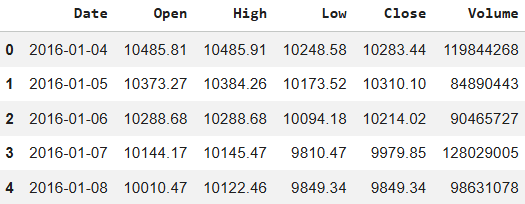 Date Open High Low Close Volume
0 2016-01-04 10485.81 10485.91 10248.58 10283.44 119844268
1 2016-01-05 10373.27 10384.26 10173.52 10310.10 84890443
2 2016-01-06 10288.68 10288.68 10094.18 10214.02 90465727
3 2016-01-07 10144.17 10145.47 9810.47 9979.85 128029005
4 2016-01-08 10010.47 10122.46 9849.34 9849.34 98631078